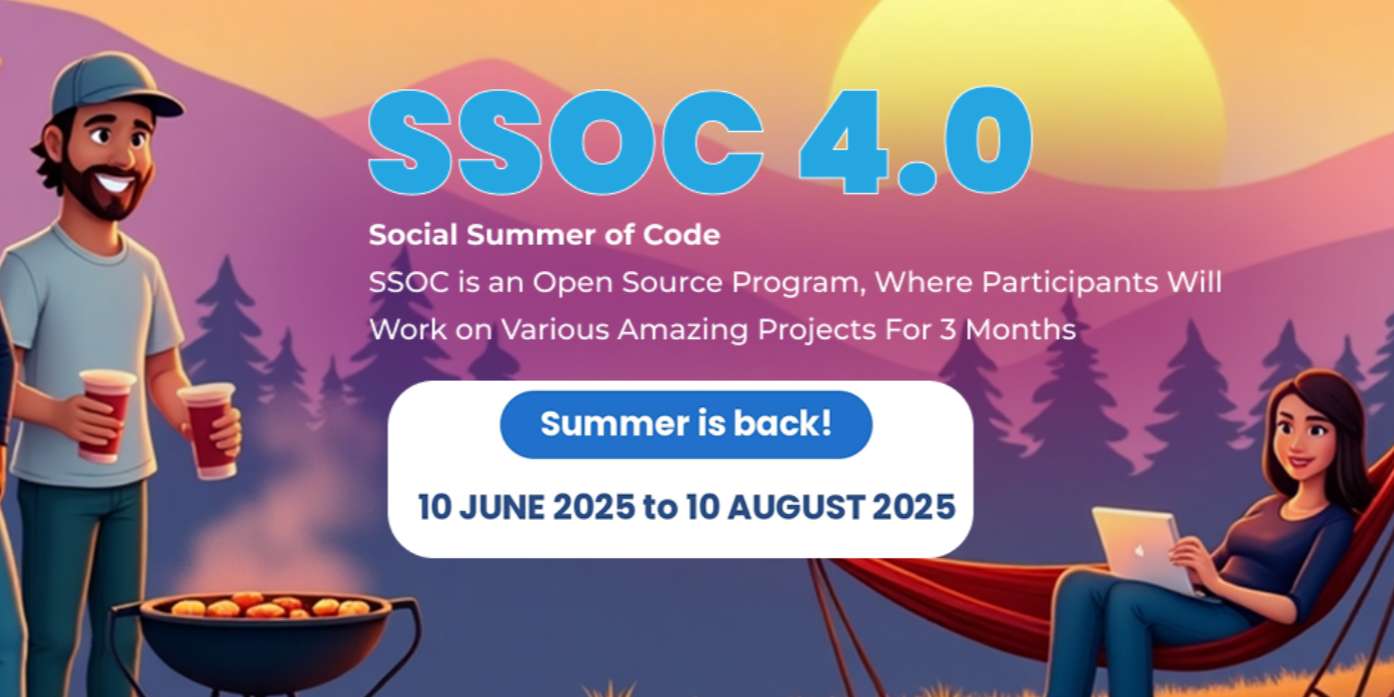 SSOC 4.0
Social Summer of Code
SSOC is an Open Source Program, Where Participants Will
Work on Various Amazing Projects For 3 Months
Summer is back!
10 JUNE 2025 to 10 AUGUST 2025